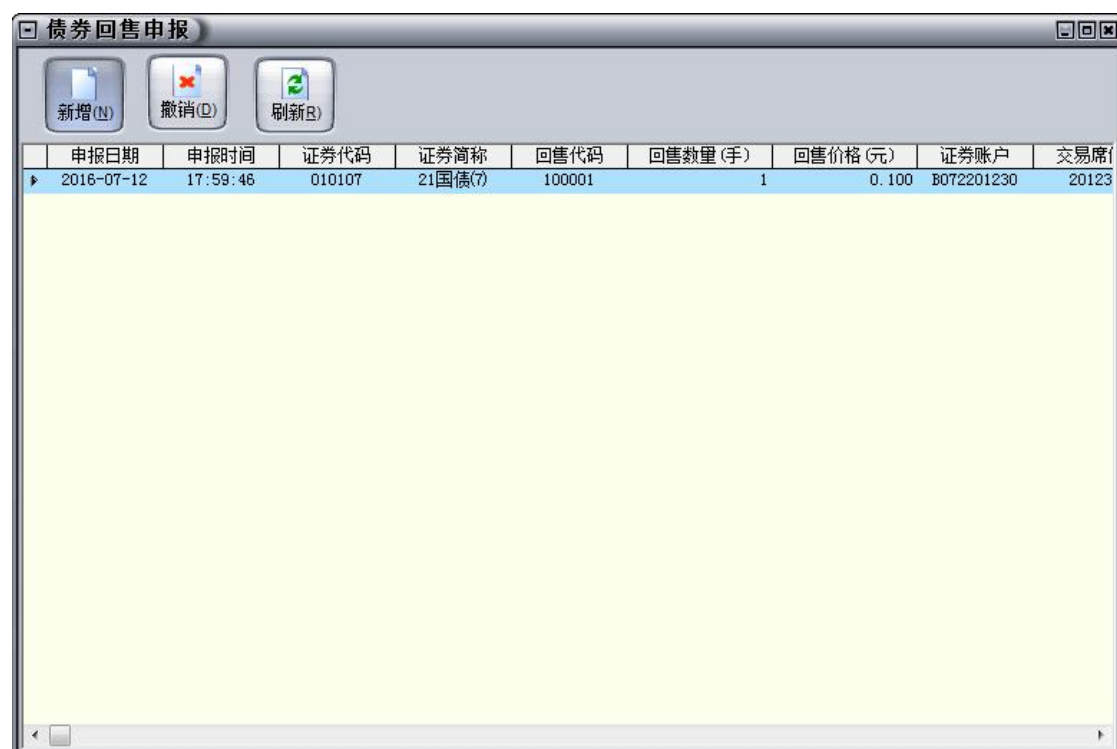 债券回售申报
新增(N) 撤销(D) 刷新R)
申报日期 申报时间 证券代码 证券简称 回售代码 回售数量(手) 回售价格(元) 证券账户 交易席
2016-07-12 17:59:46 010107 21国债(7) 100001 1 0.100 B072201230 20123